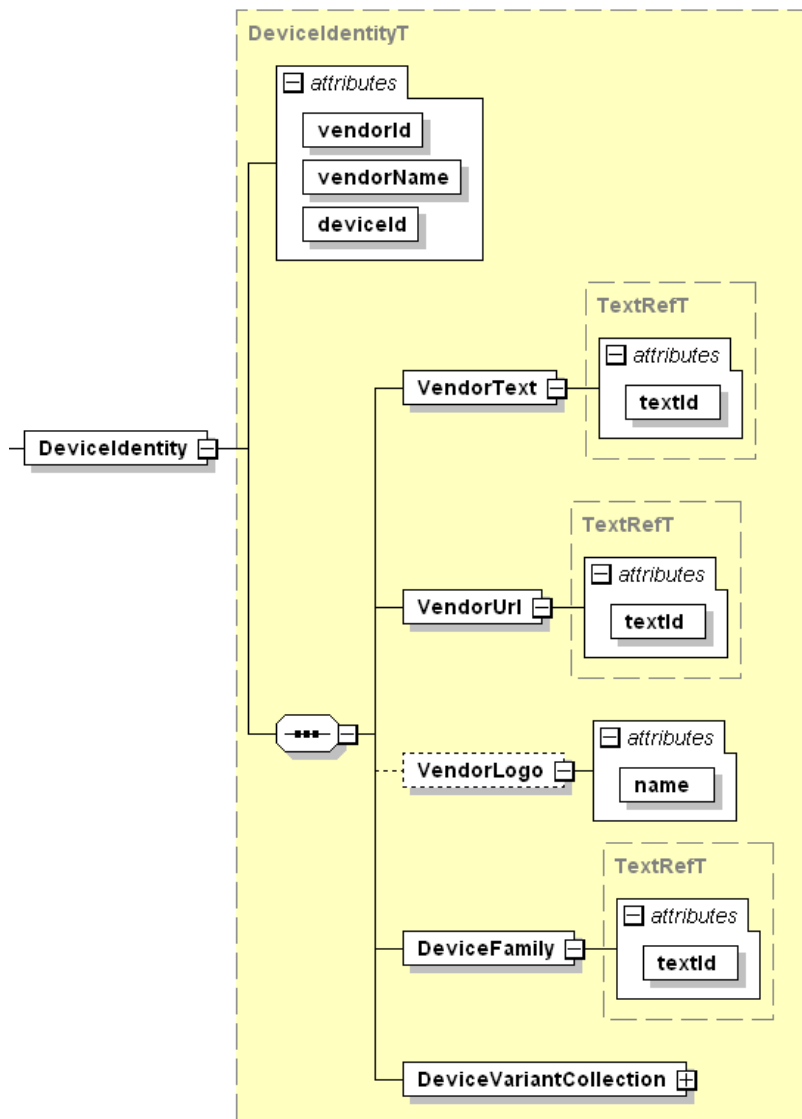 DeviceIdentityT
attributes
vendorId
vendorName
deviceId
TextRefT
attributes
VendorText
textId
DeviceIdentity
TextRefT
attributes
VendorUrl
textId
attributes
VendorLogo
name
TextRefT
attributes
DeviceFamily
textId
DeviceVariantCollection